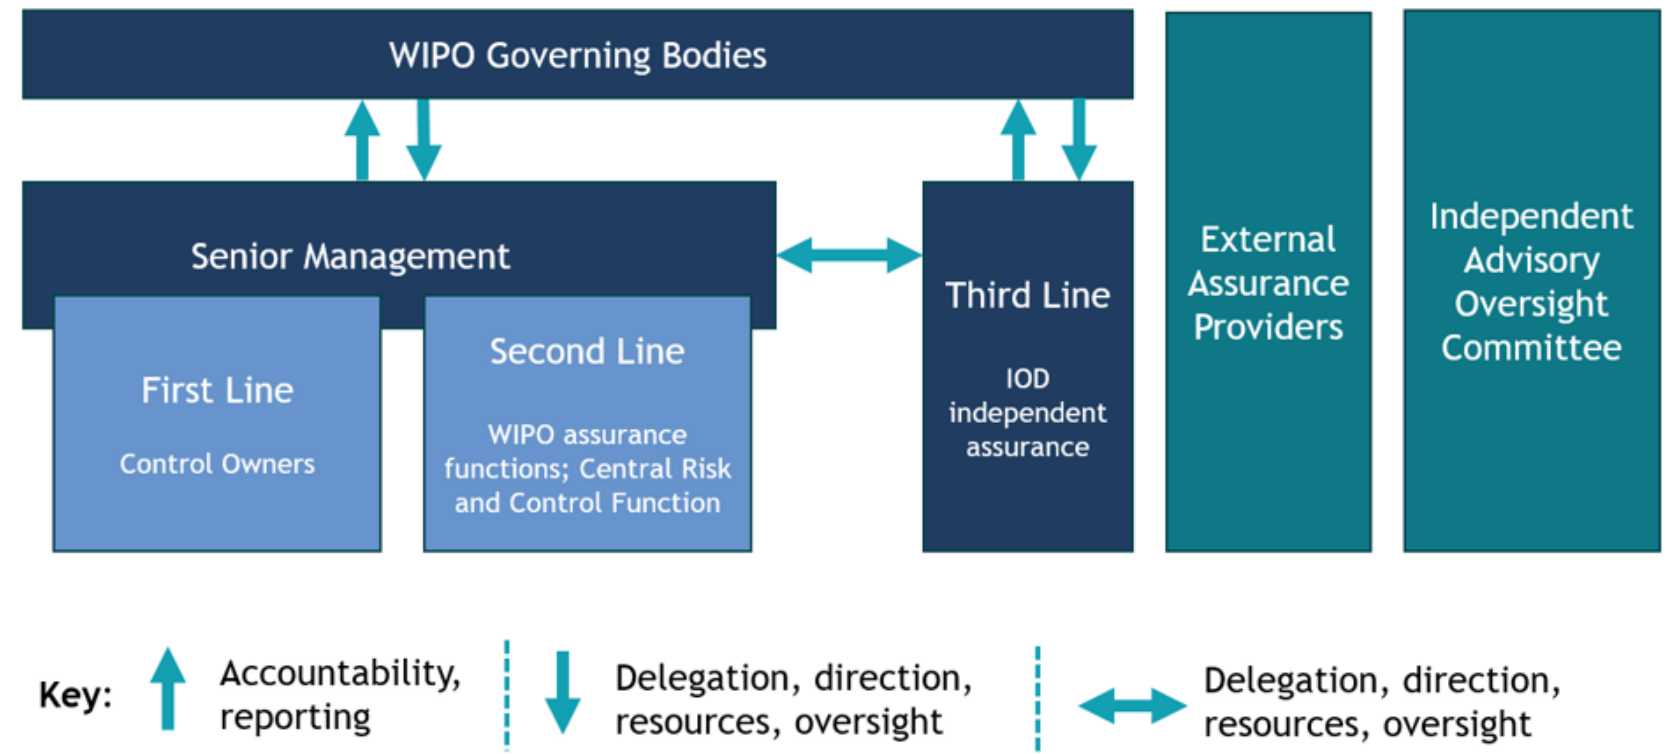 WIPO Governing Bodies
Senior Management
First Line
Control Owners
Second Line
WIPO assurance
functions; Central Risk
and Control Function
Third Line
IOD
independent
assurance
External
Assurance
Providers
Independent
Advisory
Oversight
Committee
Key:
Accountability,
reporting
Delegation, direction,
resources, oversight
Delegation, direction,
resources, oversight